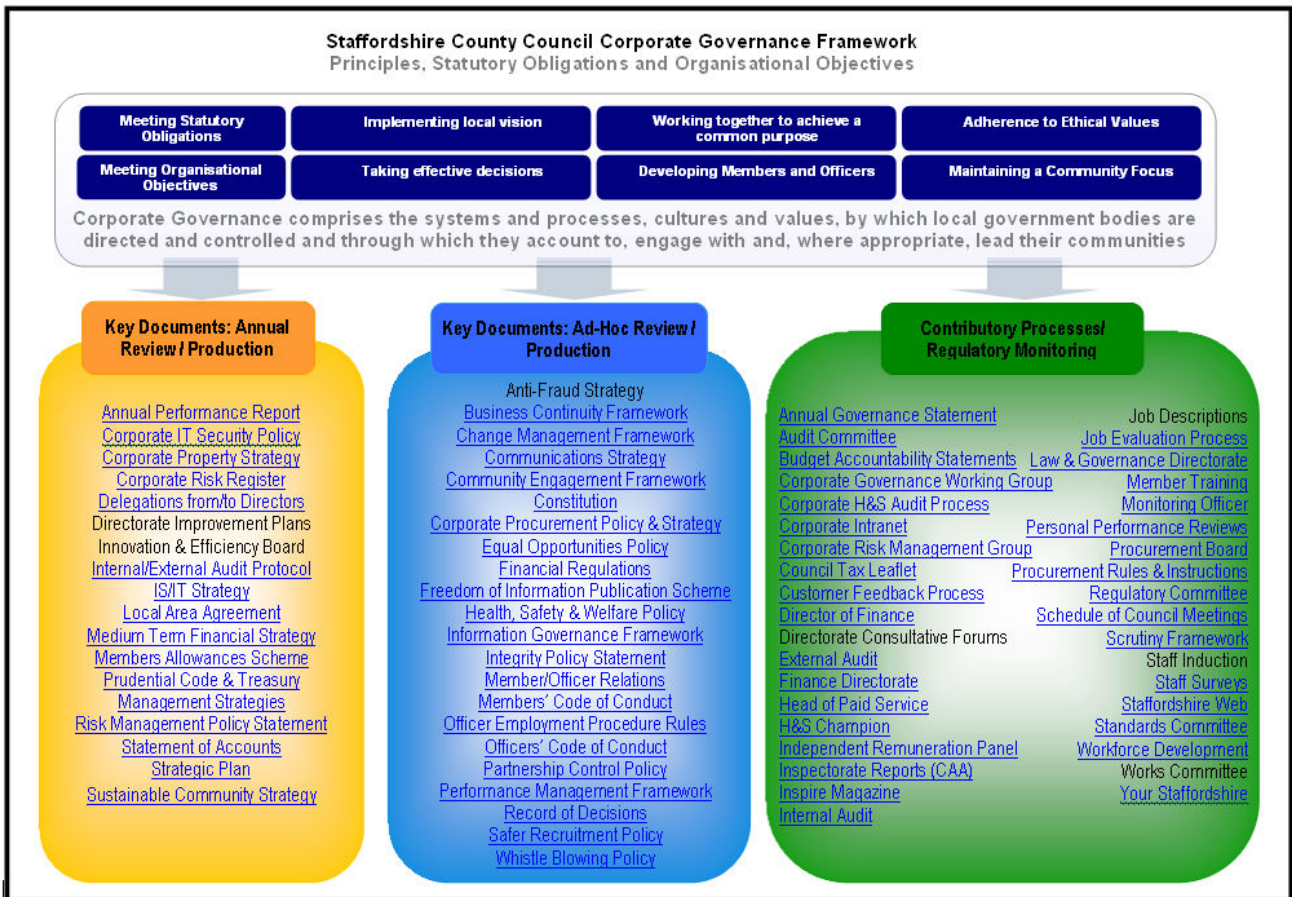 Staffordshire County Council Corporate Governance Framework
Principles, Statutory Obligations and Organisational Objectives
Meeting Statutory
Obligations
Implementing local vision
Working together to achieve a
common purpose
Adherence to Ethical Values
Meeting Organisational
Objectives
Taking effective decisions
Developing Members and Officers
Maintaining a Community Focus
Corporate Governance comprises the systems and processes, cultures and values, by which local government bodies are
directed and controlled and through which they account to, engage with and, where appropriate, lead their communities
Key Documents: Annual
Review / Production
Annual Performance Report
Corporate IT Security Policy
Corporate Property Strategy
Corporate Risk Register
Delegations from/to Directors
Directorate Improvement Plans
Innovation & Efficiency Board
Internal/External Audit Protocol
IS/IT Strategy
Local Area Agreement
Medium Term Financial Strategy
Members Allowances Scheme
Prudential Code & Treasury
Management Strategies
Risk Management Policy Statement
Statement of Accounts
Strategic Plan
Sustainable Community Strategy
Key Documents: Ad-Hoc Review /
Production
Anti-Fraud Strategy
Business Continuity Framework
Change Management Framework
Communications Strategy
Community Engagement Framework
Constitution
Corporate Procurement Policy & Strategy
Equal Opportunities Policy
Financial Regulations
Freedom of Information Publication Scheme
Health, Safety & Welfare Policy
Information Governance Framework
Integrity Policy Statement
Member/Officer Relations
Members' Code of Conduct
Officer Employment Procedure Rules
Officers' Code of Conduct
Partnership Control Policy
Performance Management Framework
Record of Decisions
Safer Recruitment Policy
Whistle Blowing Policy
Contributory Processes/
Regulatory Monitoring
Annual Governance Statement
Audit Committee
Budget Accountability Statements
Corporate Governance Working Group
Corporate H&S Audit Process
Corporate Intranet
Corporate Risk Management Group
Council Tax Leaflet
Customer Feedback Process
Director of Finance
Directorate Consultative Forums
External Audit
Finance Directorate
Head of Paid Service
H&S Champion
Independent Remuneration Panel
Inspectorate Reports (CAA)
Inspire Magazine
Internal Audit
Job Descriptions
Job Evaluation Process
Law & Governance Directorate
Member Training
Monitoring Officer
Personal Performance Reviews
Procurement Board
Procurement Rules & Instructions
Regulatory Committee
Schedule of Council Meetings
Scrutiny Framework
Staff Induction
Staff Surveys
Staffordshire Web
Standards Committee
Workforce Development
Works Committee
Your Staffordshire